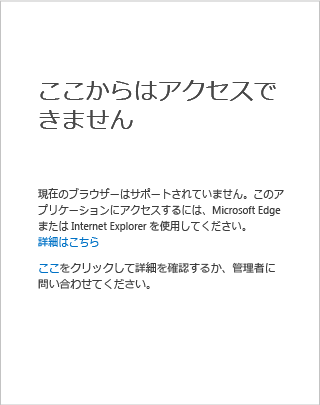 ここからはアクセスで
きません
現在のブラウザーはサポートされていません。このア
プリケーションにアクセスするには、Microsoft Edge
または Internet Explorer を使用してください。
詳細はこちら
ここをクリックして詳細を確認するか、管理者に
問い合わせてください。